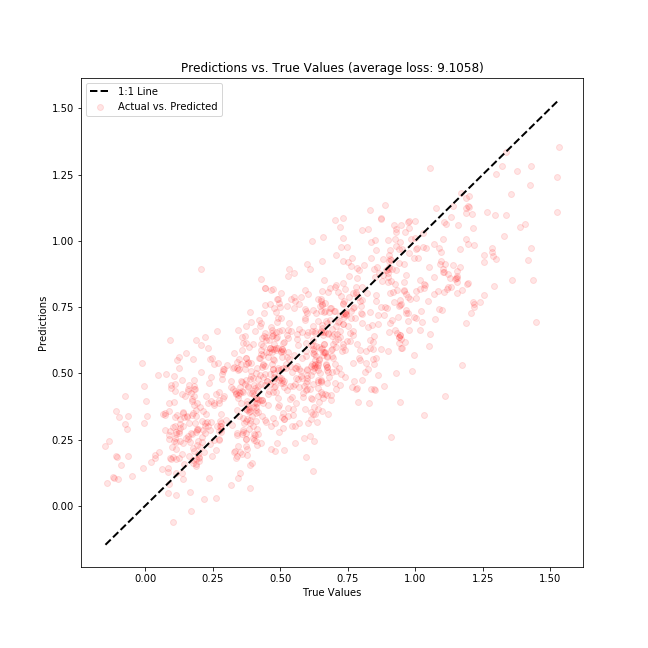 Predictions vs. True Values (average loss: 9.1058)
1:1 Line
Actual vs. Predicted
1.50
1.25
1.00
0.75
0.50
0.25
0.00
Predictions
0.00 0.25 0.50 0.75 1.00 1.25 1.50
True Values